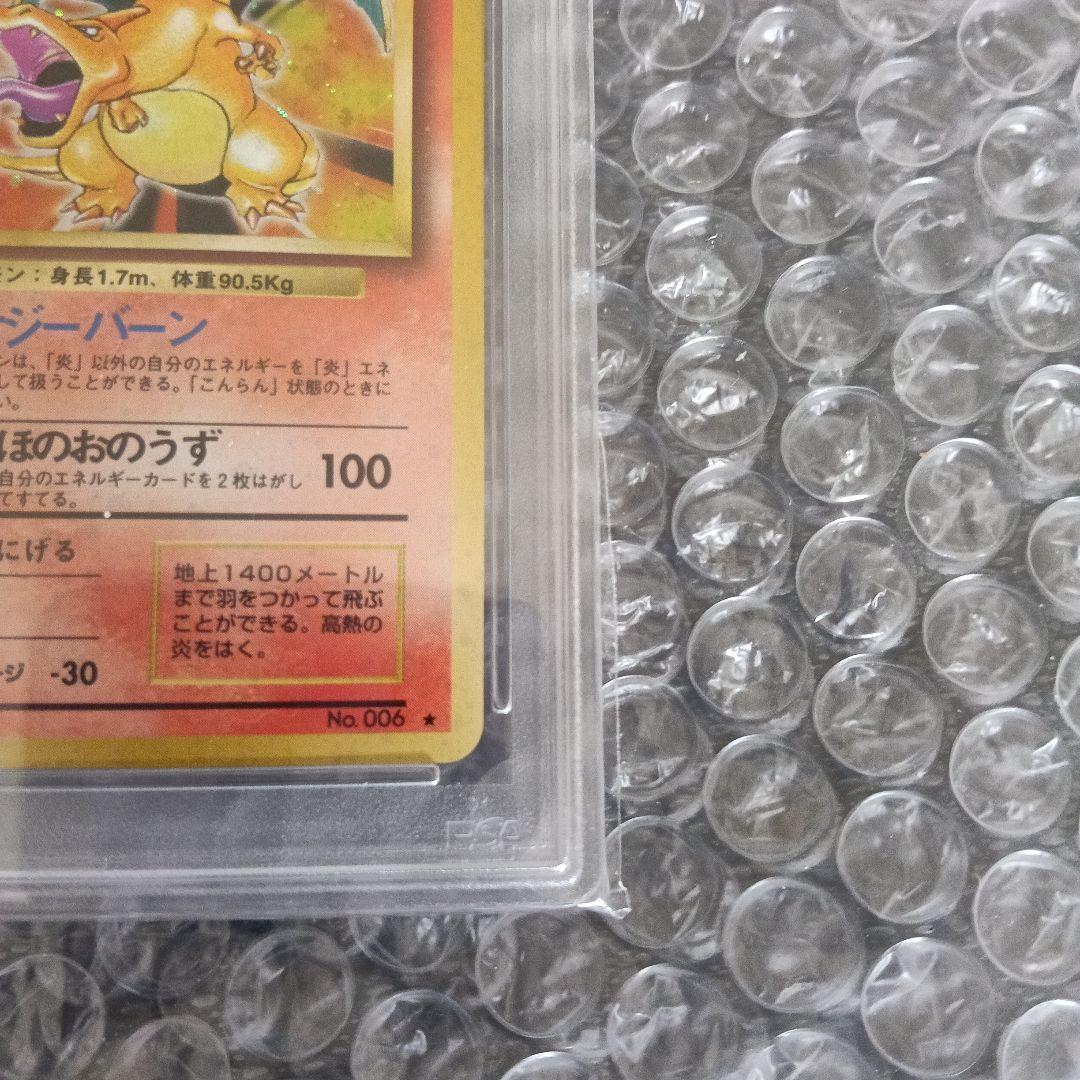 モン：身長1.7m、体重90.5Kg
ジーバーン
ンは、「炎」以外の自分のエネルギーを「炎」エネ
して扱うことができる。「こんらん」状態のときに
い。
ほのおのうず 100
自分のエネルギーカードを2枚はがし
てすてる。
にげる
地上1400メートル
まで羽をつかって飛ぶ
ことができる。高熱の
炎をはく。
ージ -30
No. 006 ★
PSA